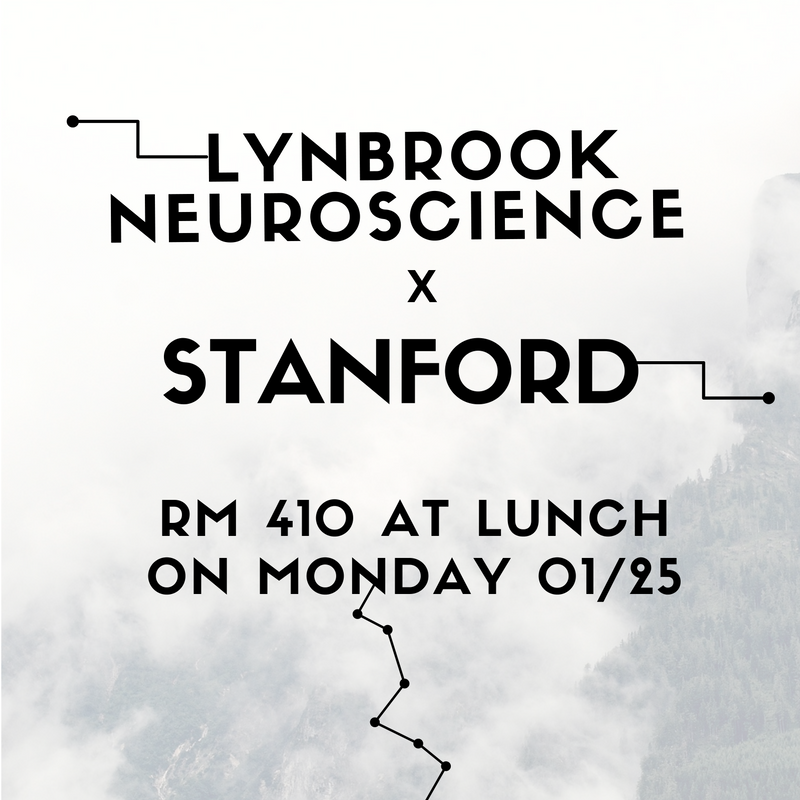 LYNBROOK
NEUROSCIENCE
X
STANFORD
RM 410 AT LUNCH
ON MONDAY 01/25